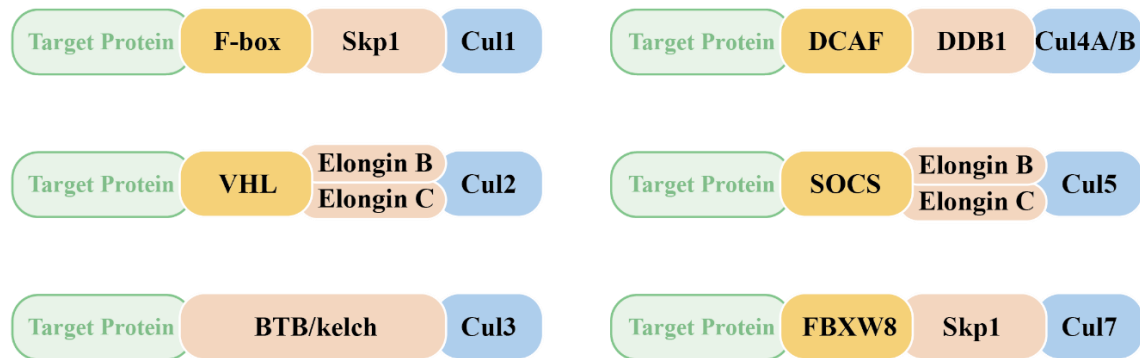 Target Protein F-box Skp1 Cul1
Target Protein DCAF DDB1 Cul4A/B
Target Protein VHL Elongin B Elongin C Cul2
Target Protein SOCS Elongin B Elongin C Cul5
Target Protein BTB/kelch Cul3
Target Protein FBXW8 Skp1 Cul7